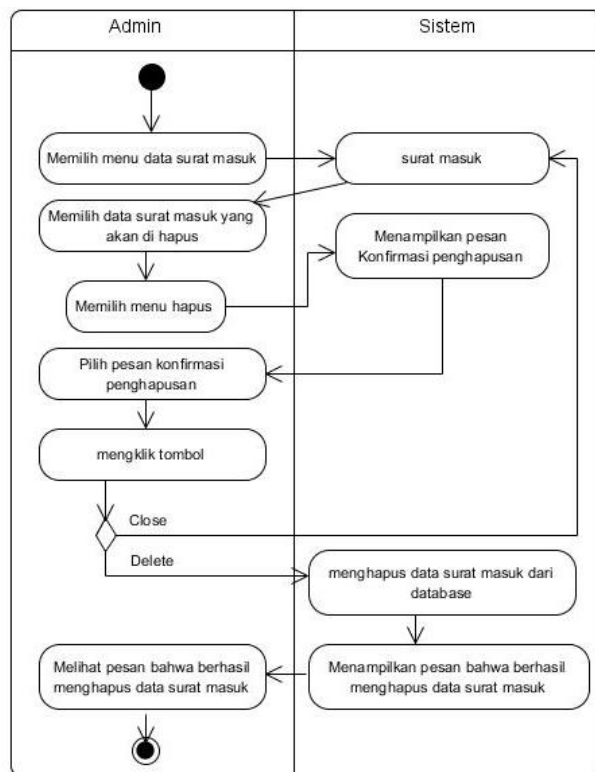 Admin
Sistem
Memilih menu data surat masuk
surat masuk
Memilih data surat masuk yang
akan di hapus
Menampilkan pesan
Konfirmasi penghapusan
Memilih menu hapus
Pilih pesan konfirmasi
penghapusan
mengklik tombol
Close
Delete
menghapus data surat masuk dari
database
Melihat pesan bahwa berhasil
menghapus data surat masuk
Menampilkan pesan bahwa berhasil
menghapus data surat masuk